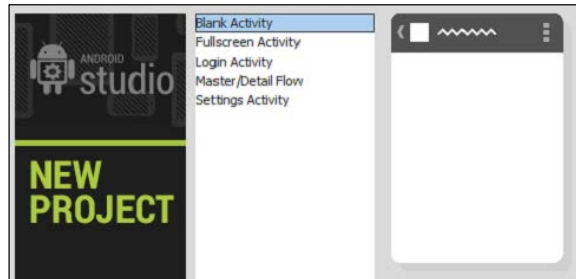 ANDROID
studio
NEW
PROJECT
Blank Activity
Fullscreen Activity
Login Activity
Master/Detail Flow
Settings Activity